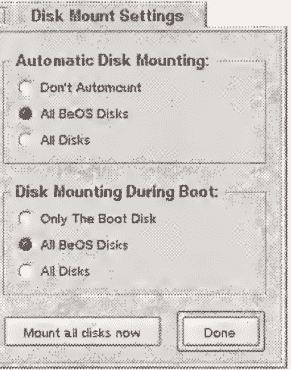 Disk Mount Settings
Automatic Disk Mounting:
Don't Automount
All BeOS Disks
All Disks
Disk Mounting During Boot:
Only The Boot Disk
All BeOS Disks
All Disks
Mount all disks now
Done